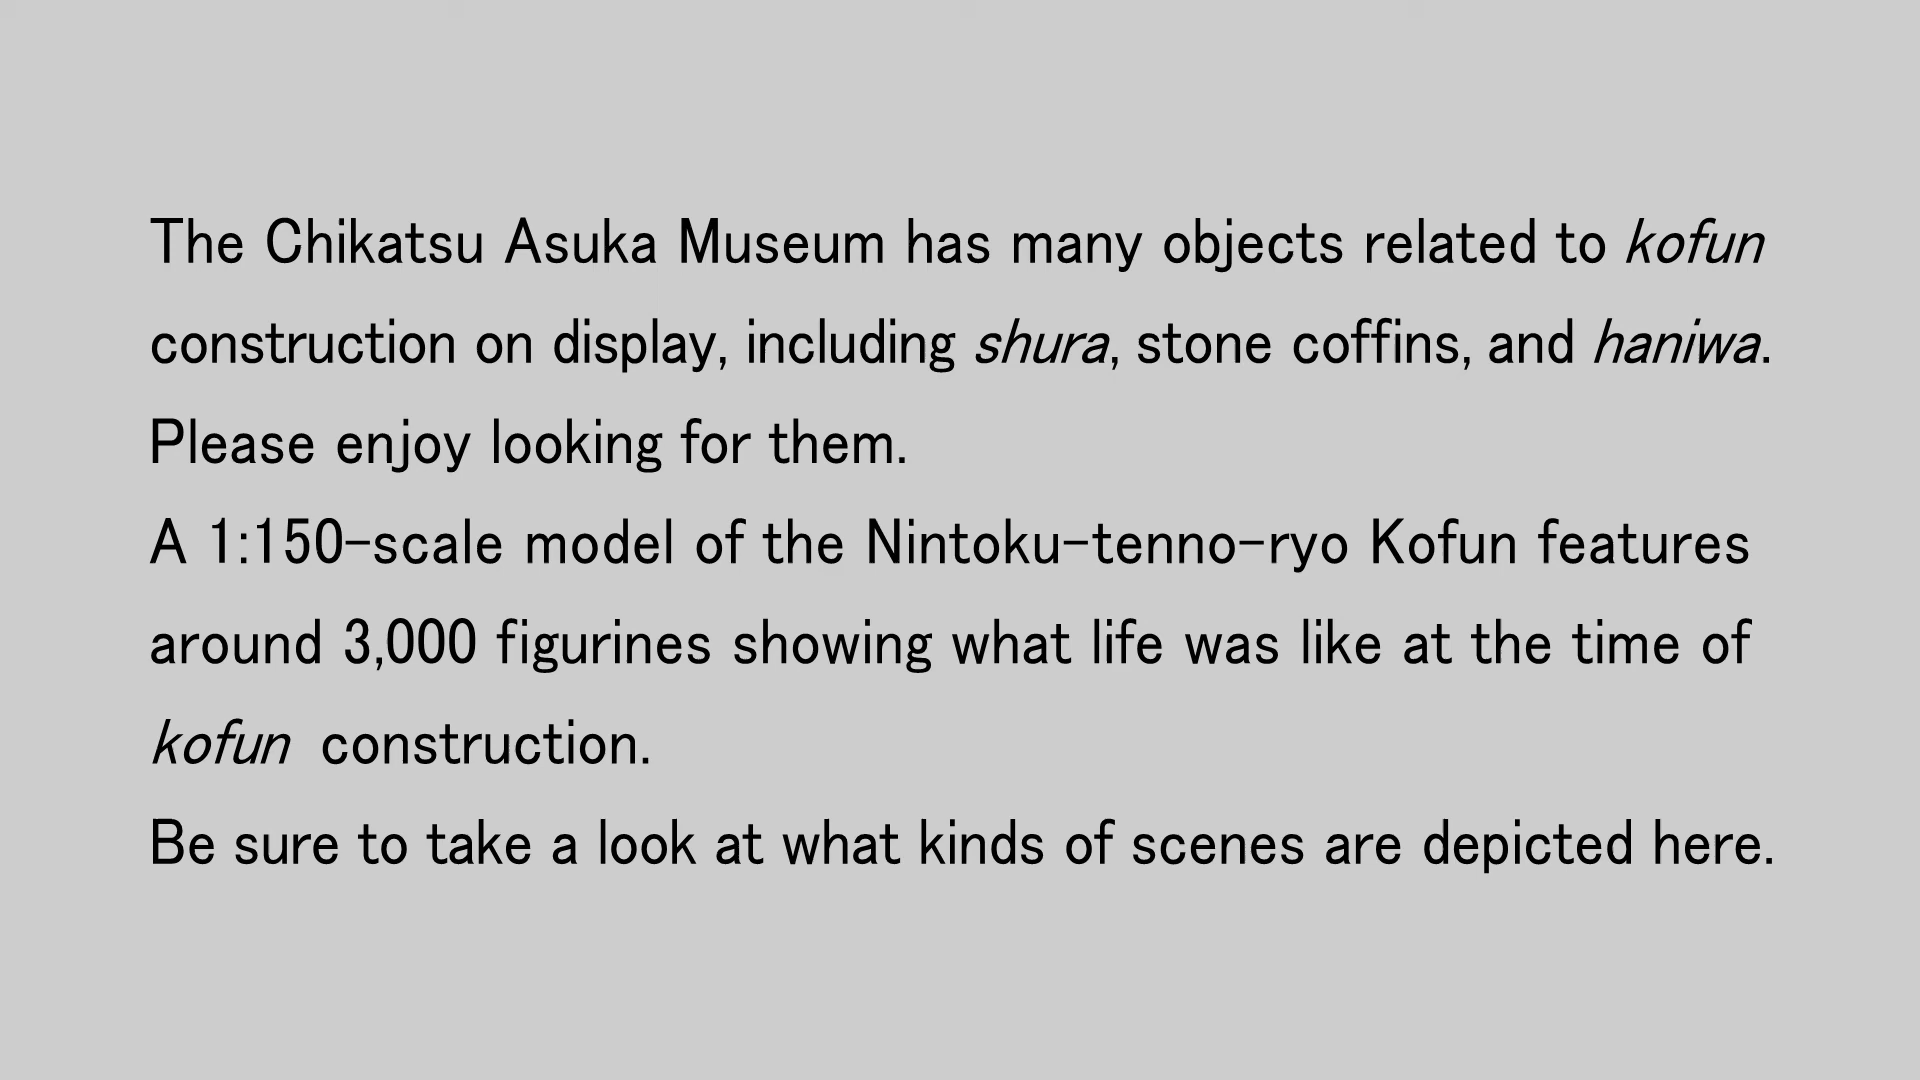 The Chikatsu Asuka Museum has many objects related to kofun
construction on display, including shura, stone coffins, and haniwa.
Please enjoy looking for them.
A 1:150-scale model of the Nintoku-tenno-ryo Kofun features
around 3,000 figurines showing what life was like at the time of
kofun construction.
Be sure to take a look at what kinds of scenes are depicted here.